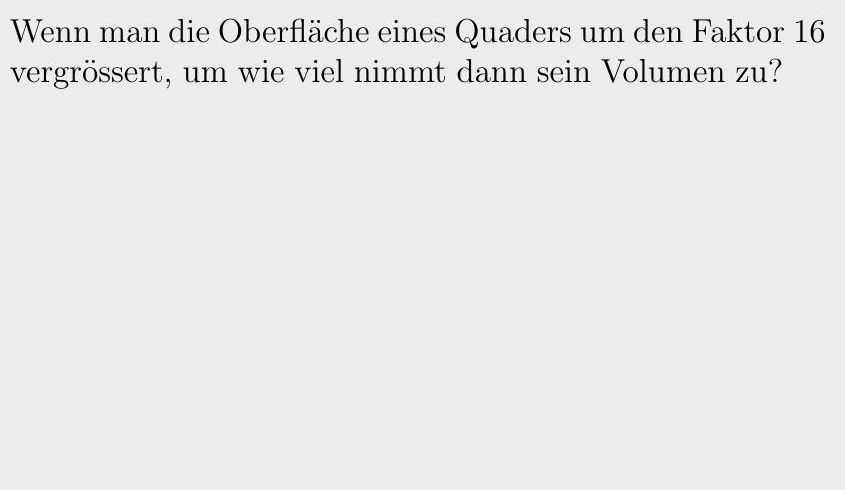 Wenn man die Oberfläche eines Quaders um den Faktor 16
vergrössert, um wie viel nimmt dann sein Volumen zu?